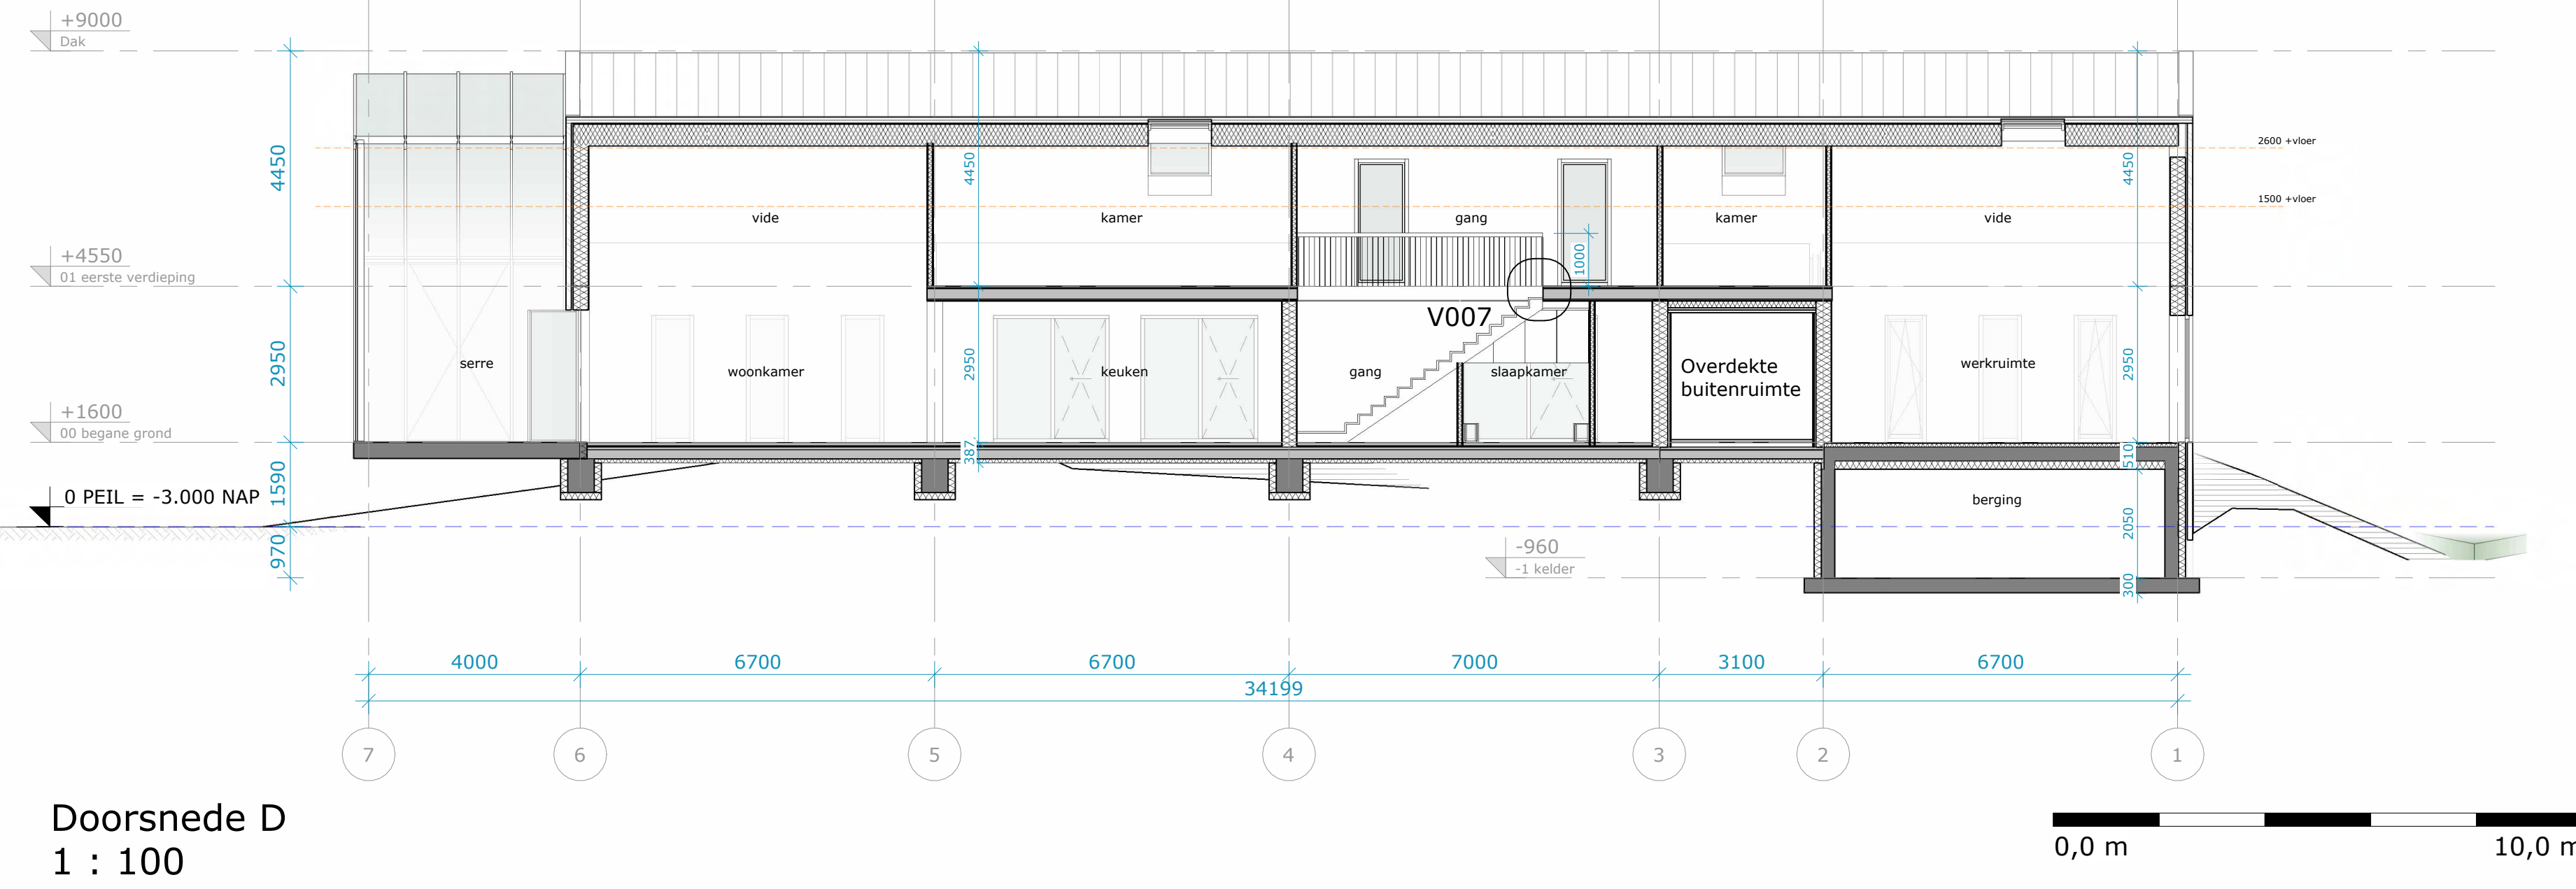 +9000
Dak
2600 +vloer
4450
4450
4450
1500 +vloer
vide
kamer
gang
kamer
vide
+4550
01 eerste verdieping
1000
V007
2950
2950
2950
serre
woonkamer
keuken
gang
slaapkamer
Overdekte
buitenruimte
werkruimte
+1600
00 begane grond
387
510
1590
0 PEIL = -3.000 NAP
berging
2050
970
-960
-1 kelder
300
4000
6700
6700
7000
3100
6700
34199
7
6
5
4
3
2
1
Doorsnede D
1 : 100
0,0 m
10,0 m